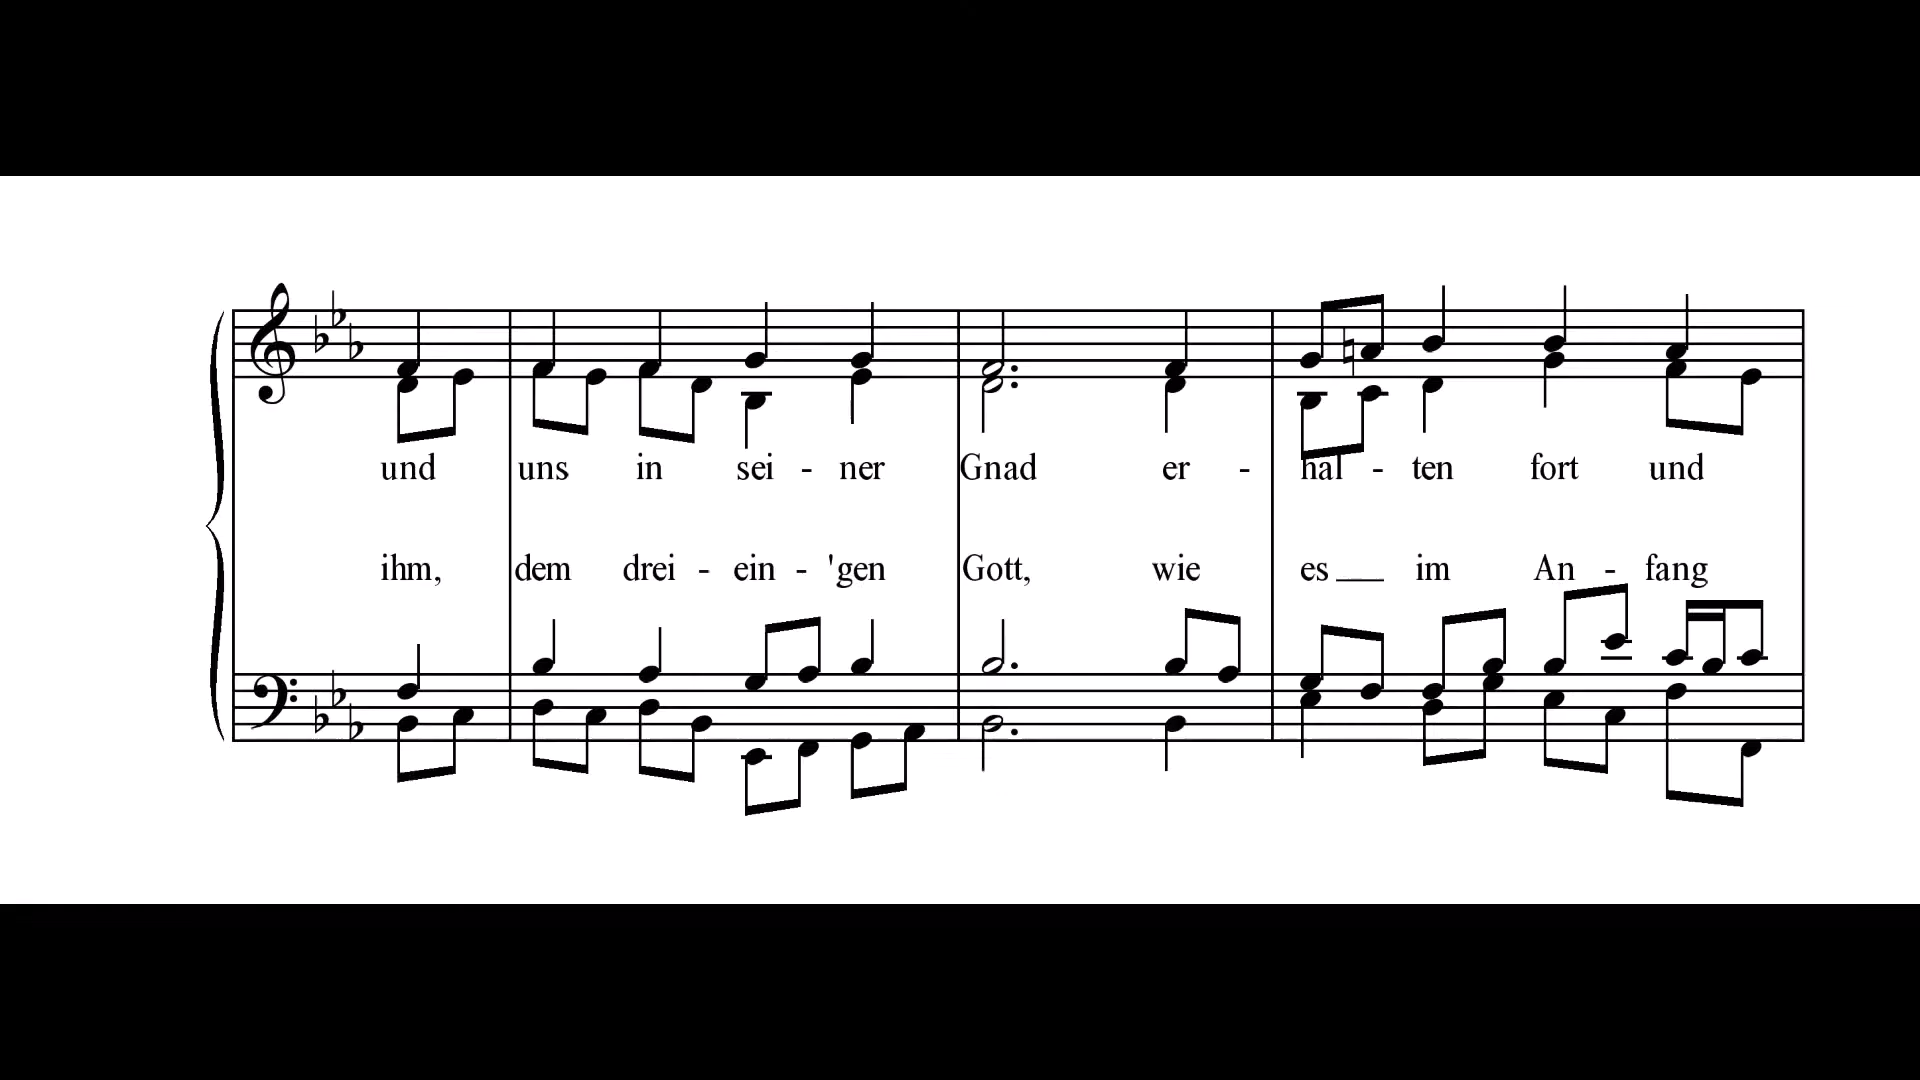 und uns in sei - ner Gnad er - hal - ten fort und
ihm, dem drei - ein - 'gen Gott, wie es im An - fang